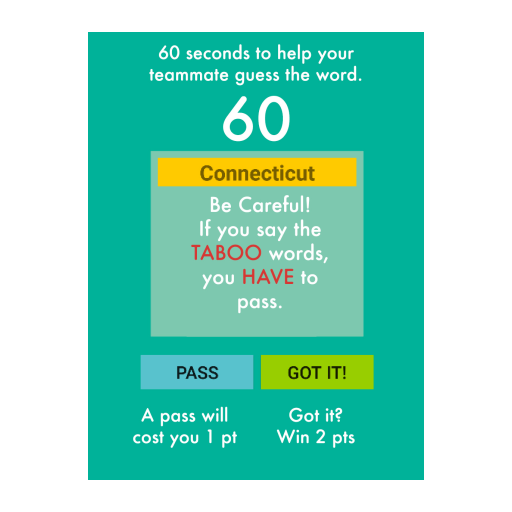 60 seconds to help your
teammate guess the word.
60
Connecticut
Be Careful!
If you say the
TABOO words,
you HAVE to
pass.
PASS
GOT IT!
A pass will
cost you 1 pt
Got it?
Win 2 pts